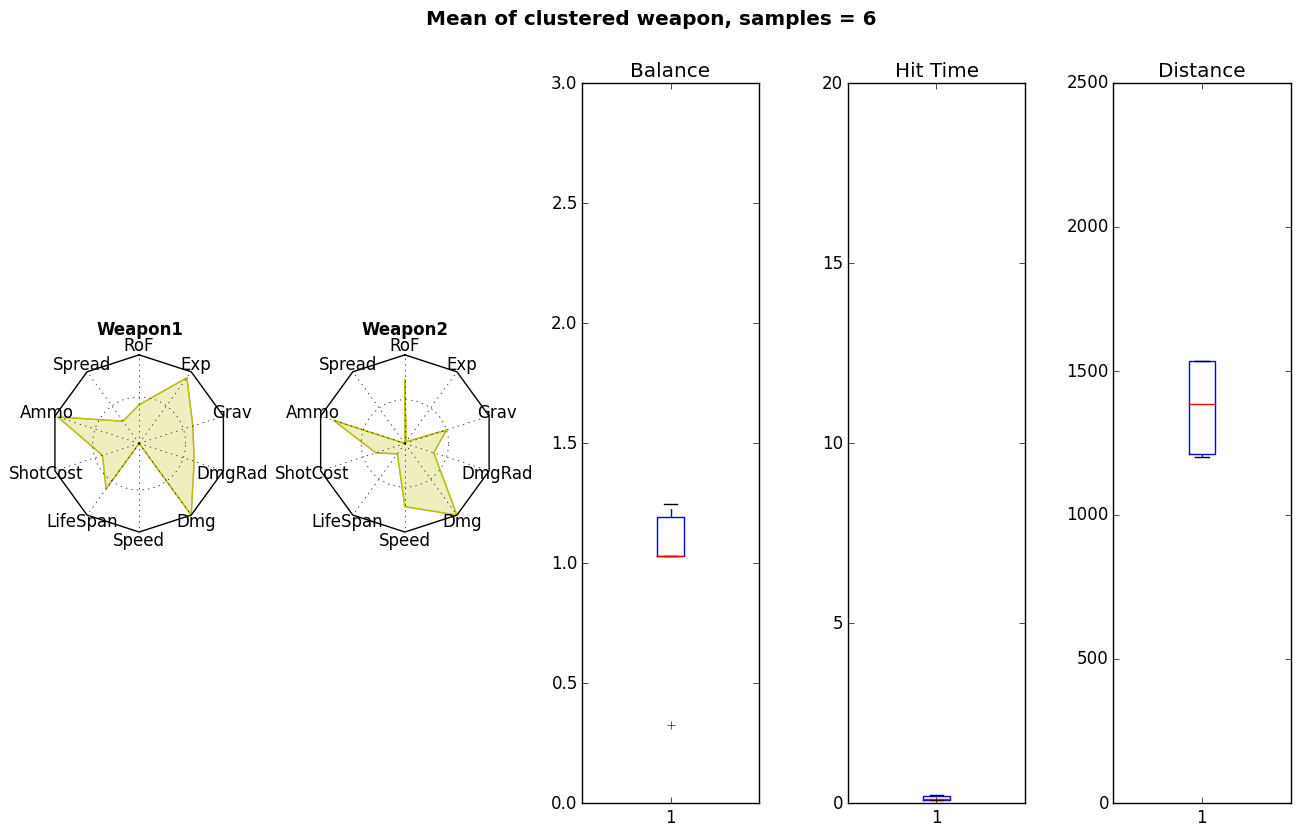 Mean of clustered weapon, samples = 6
Weapon1
RoF
Spread
Exp
Ammo
Grav
ShotCost
DmgRad
LifeSpan
Dmg
Speed
Weapon2
RoF
Spread
Exp
Ammo
Grav
ShotCost
DmgRad
LifeSpan
Dmg
Speed
Balance
3.0
2.5
2.0
1.5
1.0
0.5
0.0
1
Hit Time
20
15
10
5
0
1
Distance
2500
2000
1500
1000
500
0
1